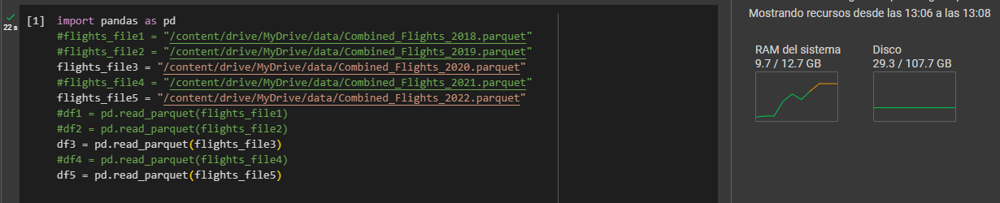 ✓
22 s
[1] import pandas as pd
#flights_file1 = "/content/drive/MyDrive/data/Combined_Flights_2018.parquet"
#flights_file2 = "/content/drive/MyDrive/data/Combined_Flights_2019.parquet"
flights_file3 = "/content/drive/MyDrive/data/Combined_Flights_2020.parquet"
#flights_file4 = "/content/drive/MyDrive/data/Combined_Flights_2021.parquet"
flights_file5 = "/content/drive/MyDrive/data/Combined_Flights_2022.parquet"
#df1 = pd.read_parquet(flights_file1)
#df2 = pd.read_parquet(flights_file2)
df3 = pd.read_parquet(flights_file3)
#df4 = pd.read_parquet(flights_file4)
df5 = pd.read_parquet(flights_file5)
Mostrando recursos desde las 13:06 a las 13:08
RAM del sistema
9.7 / 12.7 GB
Disco
29.3 / 107.7 GB